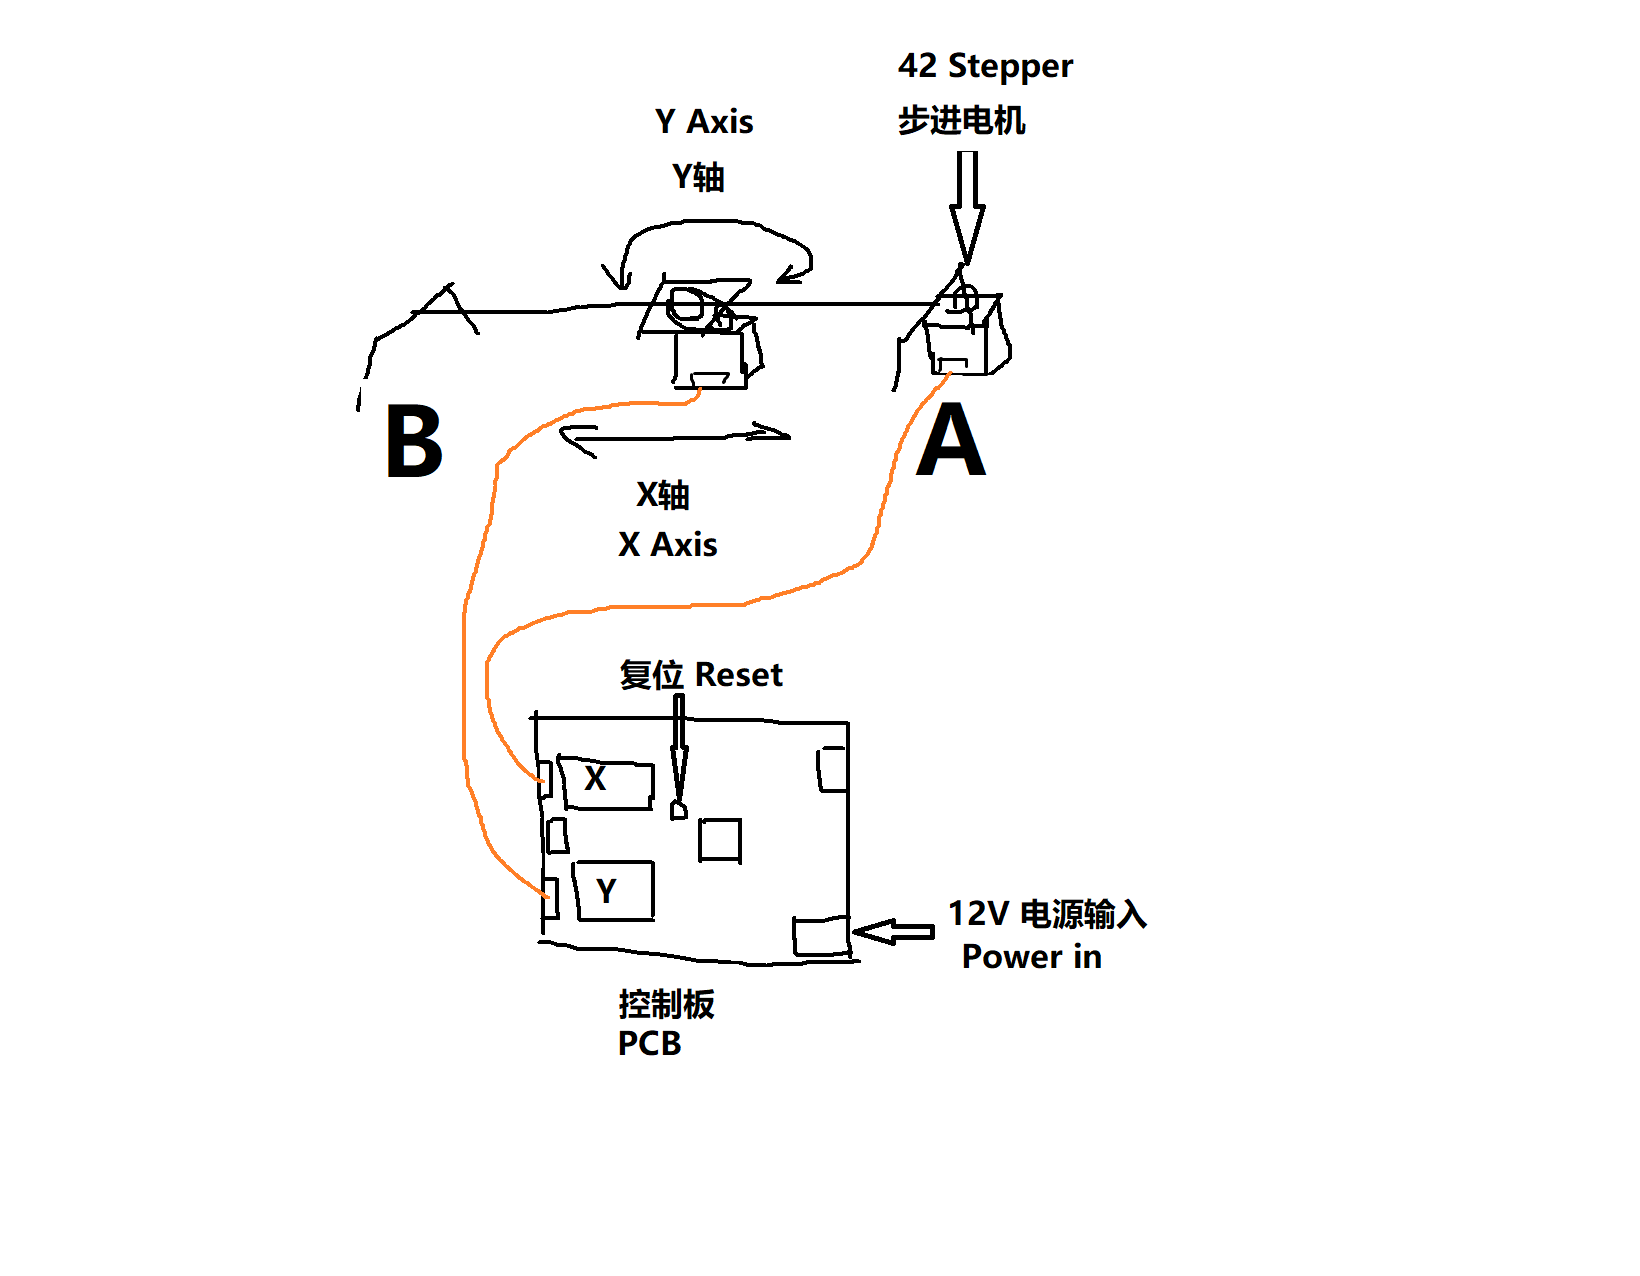 42 Stepper
步进电机
Y Axis
Y轴
B
A
X轴
X Axis
复位 Reset
X
Y
12V 电源输入
Power in
控制板
PCB